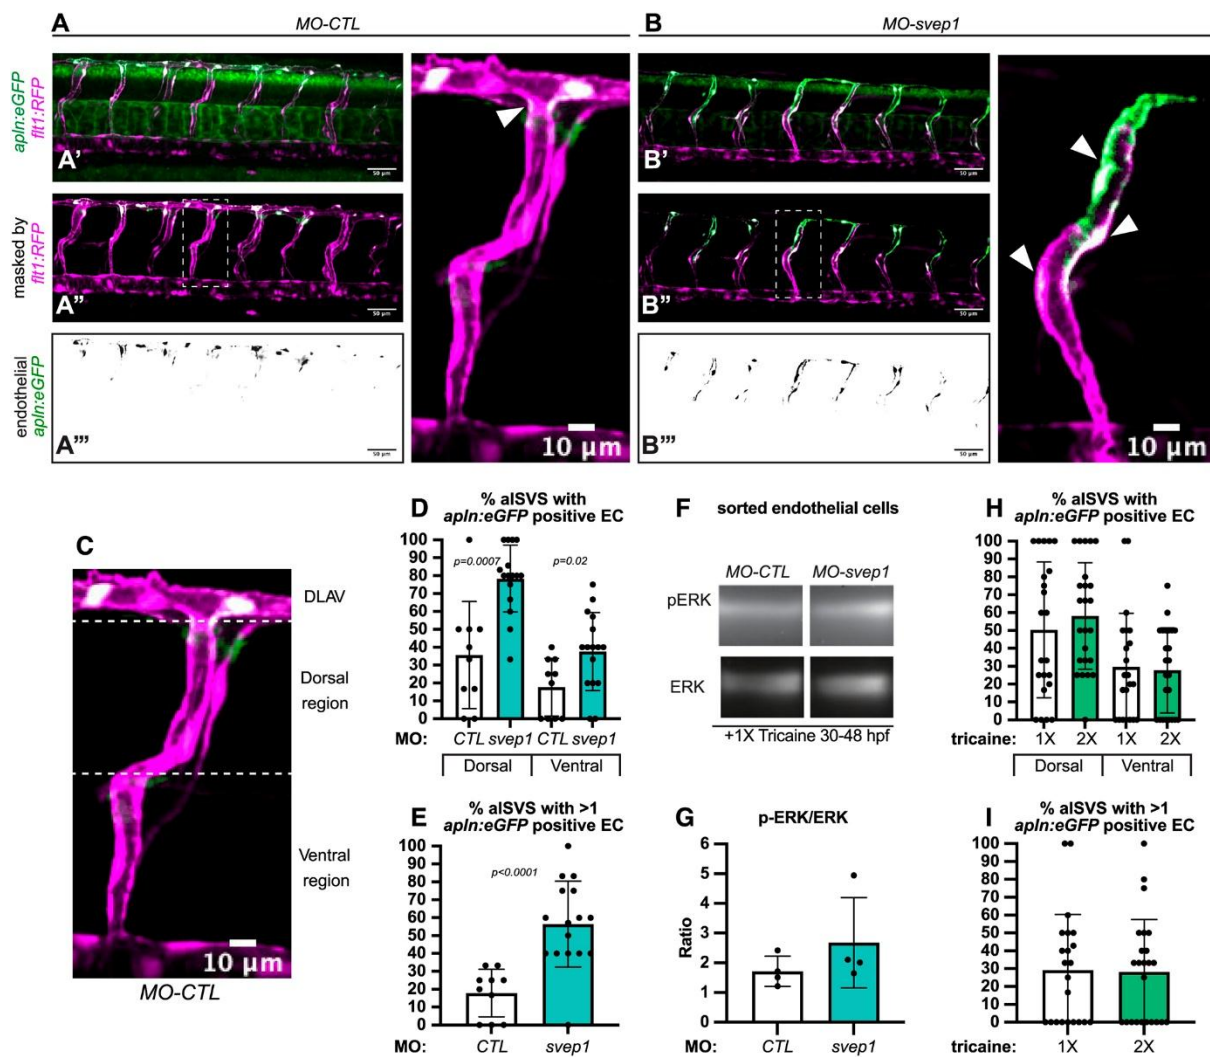 A
MO-CTL
B
MO-svep1
apln:eGFP
flt1:RFP
A'
50 µm
B'
50 µm
masked by
flt1:RFP
A''
50 µm
B''
50 µm
endothelial
apln:eGFP
A'''
50 µm
10 µm
B'''
50 µm
10 µm
C
DLAV
Dorsal
region
Ventral
region
10 µm
MO-CTL
D
% aISVS with
apln:eGFP positive EC
100
90
80
70
60
50
40
30
20
10
0
p=0.0007
p=0.02
MO: CTL svep1 CTL svep1
Dorsal
Ventral
E
% aISVS with >1
apln:eGFP positive EC
100
90
80
70
60
50
40
30
20
10
0
p<0.0001
MO: CTL svep1
F
sorted endothelial cells
MO-CTL
MO-svep1
pERK
ERK
+1X Tricaine 30-48 hpf
G
p-ERK/ERK
Ratio
6
5
4
3
2
1
0
MO: CTL svep1
H
% aISVS with
apln:eGFP positive EC
100
90
80
70
60
50
40
30
20
10
0
tricaine: 1X 2X 1X 2X
Dorsal
Ventral
I
% aISVS with >1
apln:eGFP positive EC
100
90
80
70
60
50
40
30
20
10
0
tricaine: 1X 2X